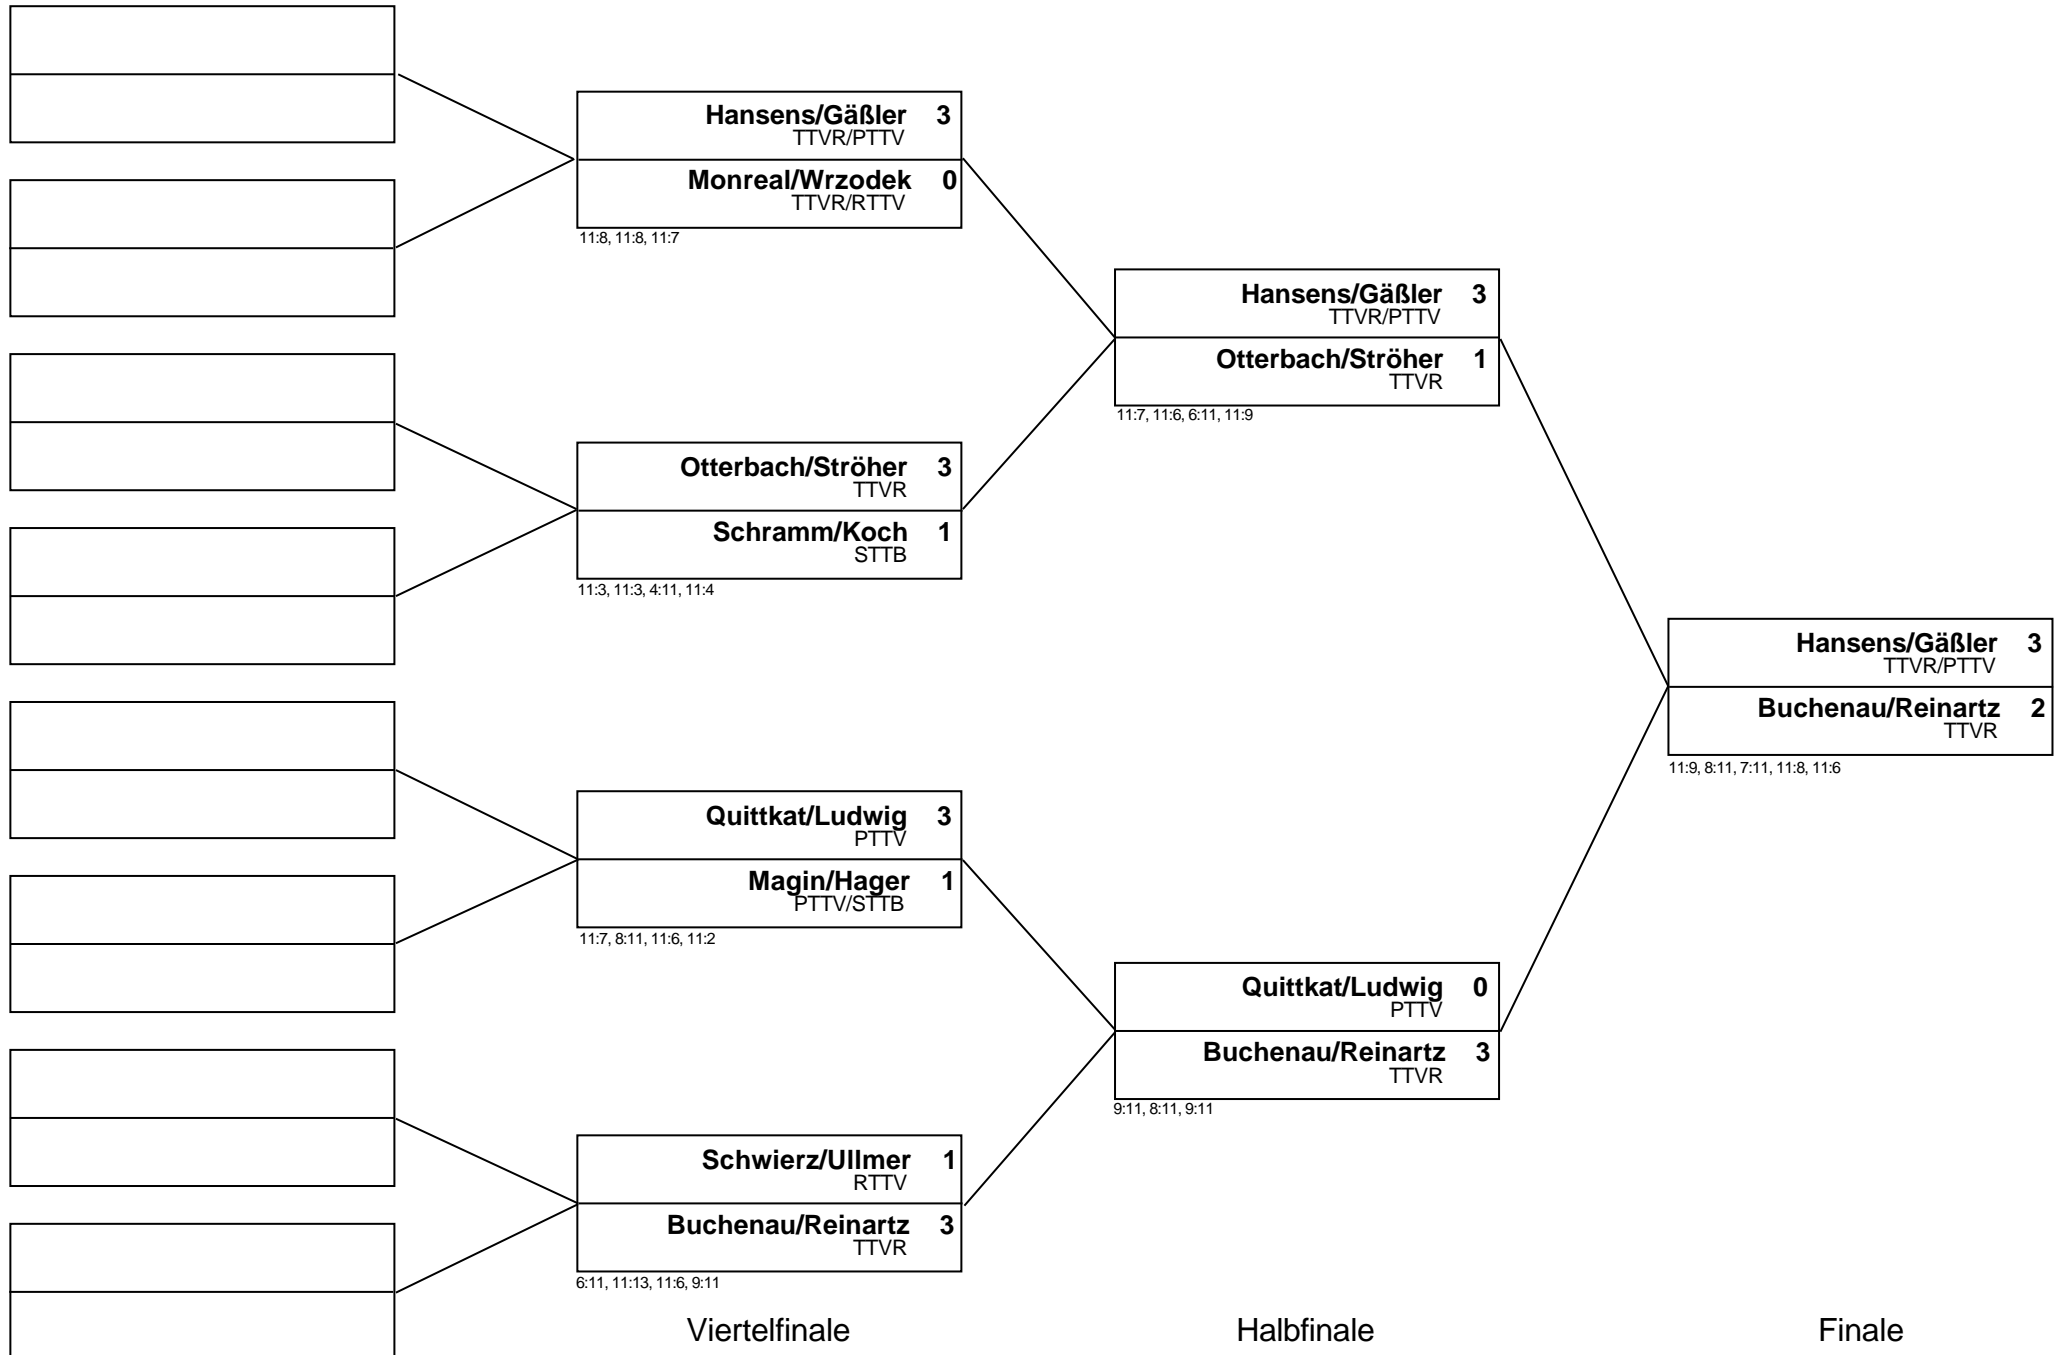 Hansens/Gäßler 3
TTVR/PTTV
Monreal/Wrzodek 0
TTVR/RTTV
11:8, 11:8, 11:7
Otterbach/Ströher 3
TTVR
Schramm/Koch 1
STTB
11:3, 11:3, 4:11, 11:4
Quittkat/Ludwig 3
PTTV
Magin/Hager 1
PTTV/STTB
11:7, 8:11, 11:6, 11:2
Schwierz/Ullmer 1
RTTV
Buchenau/Reinartz 3
TTVR
6:11, 11:13, 11:6, 9:11
Viertelfinale
Hansens/Gäßler 3
TTVR/PTTV
Otterbach/Ströher 1
TTVR
11:7, 11:6, 6:11, 11:9
Quittkat/Ludwig 0
PTTV
Buchenau/Reinartz 3
TTVR
9:11, 8:11, 9:11
Halbfinale
Hansens/Gäßler 3
TTVR/PTTV
Buchenau/Reinartz 2
TTVR
11:9, 8:11, 7:11, 11:8, 11:6
Finale